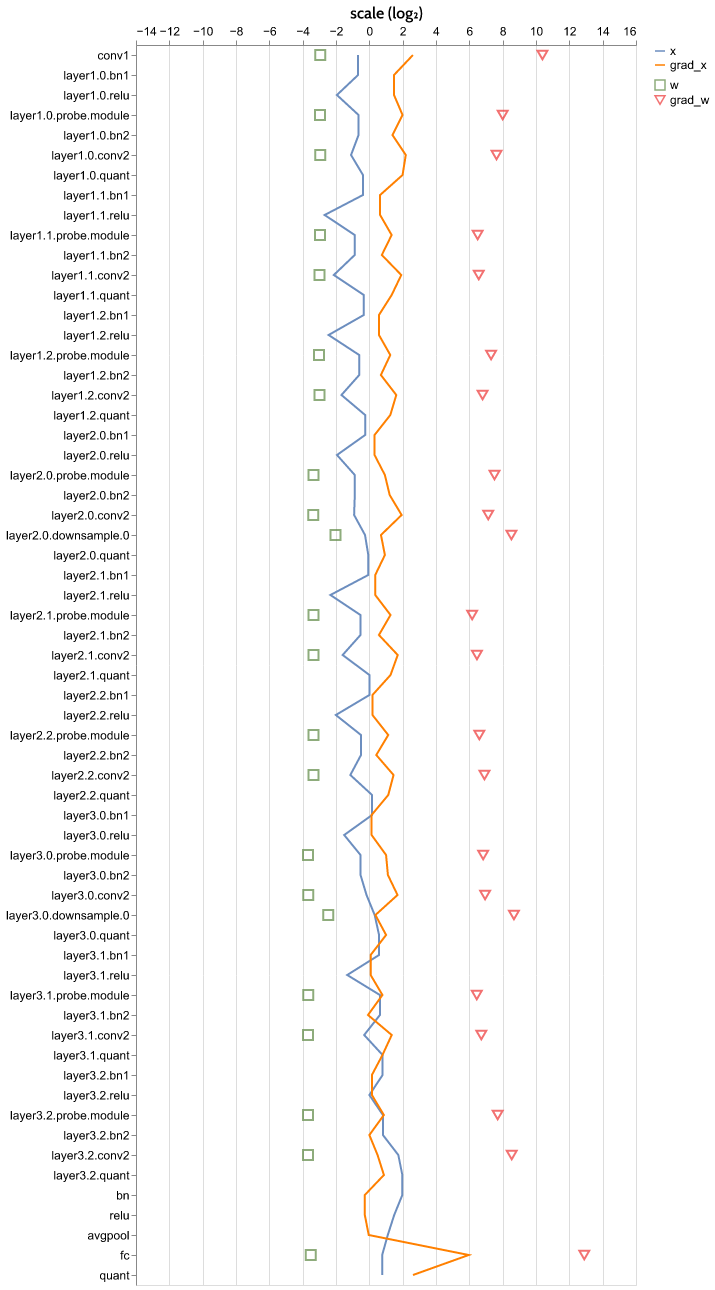 scale (log₂)
−14 −12 −10 −8 −6 −4 −2 0 2 4 6 8 10 12 14 16
conv1
layer1.0.bn1
layer1.0.relu
layer1.0.probe.module
layer1.0.bn2
layer1.0.conv2
layer1.0.quant
layer1.1.bn1
layer1.1.relu
layer1.1.probe.module
layer1.1.bn2
layer1.1.conv2
layer1.1.quant
layer1.2.bn1
layer1.2.relu
layer1.2.probe.module
layer1.2.bn2
layer1.2.conv2
layer1.2.quant
layer2.0.bn1
layer2.0.relu
layer2.0.probe.module
layer2.0.bn2
layer2.0.conv2
layer2.0.downsample.0
layer2.0.quant
layer2.1.bn1
layer2.1.relu
layer2.1.probe.module
layer2.1.bn2
layer2.1.conv2
layer2.1.quant
layer2.2.bn1
layer2.2.relu
layer2.2.probe.module
layer2.2.bn2
layer2.2.conv2
layer2.2.quant
layer3.0.bn1
layer3.0.relu
layer3.0.probe.module
layer3.0.bn2
layer3.0.conv2
layer3.0.downsample.0
layer3.0.quant
layer3.1.bn1
layer3.1.relu
layer3.1.probe.module
layer3.1.bn2
layer3.1.conv2
layer3.1.quant
layer3.2.bn1
layer3.2.relu
layer3.2.probe.module
layer3.2.bn2
layer3.2.conv2
layer3.2.quant
bn
relu
avgpool
fc
quant
x
grad_x
w
grad_w